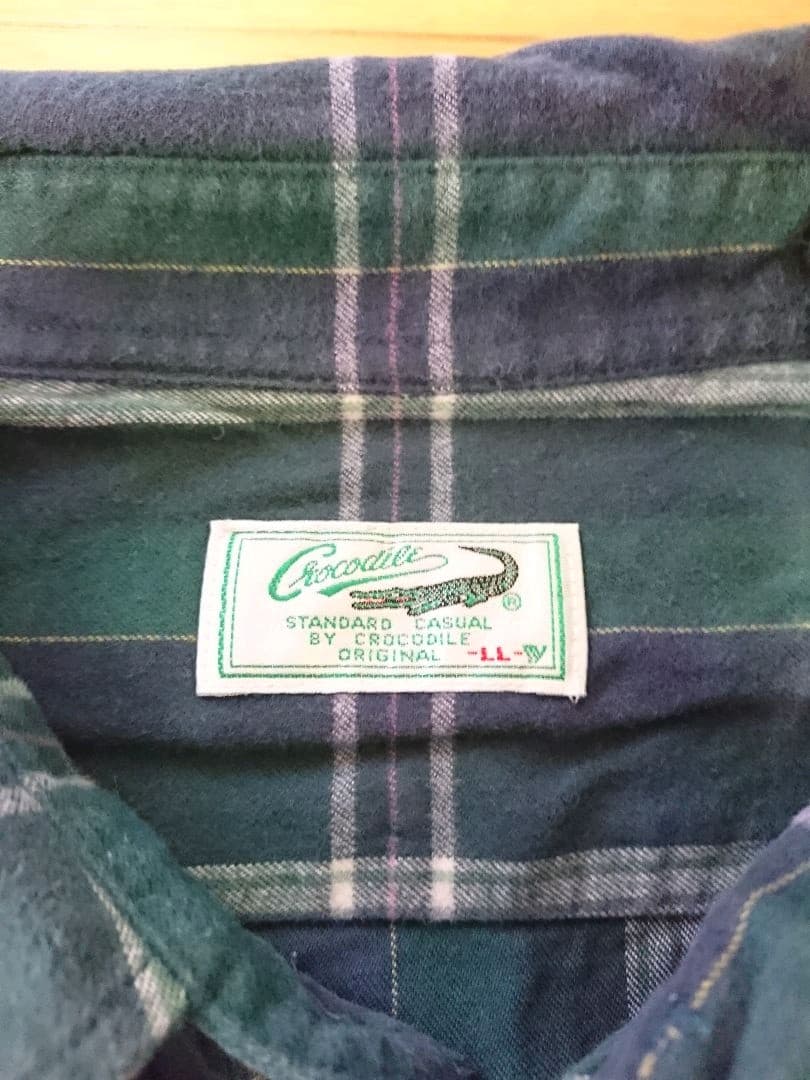 Crocodile ®
STANDARD CASUAL
BY CROCODILE
ORIGINAL -LL-